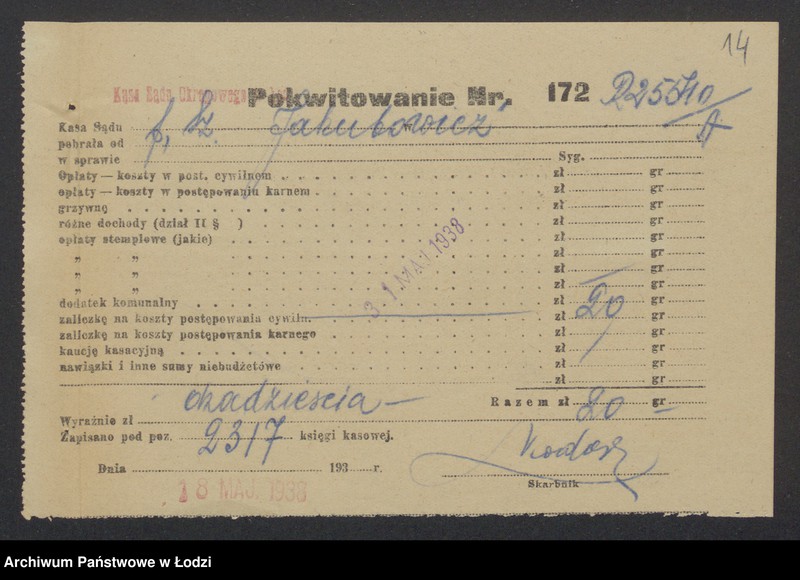 14
Kasa Sądu Okręgowego
Pokwitowanie Nr. 172
Kasa Sądu
pobrała od Jakubowicz
w sprawie Syg.
Opłaty — koszty w post. cywilnem zł gr
opłaty — koszty w postępowaniu karnem zł gr
grzywnę zł gr
różne dochody (dział II § ) zł gr
opłaty stemplowe (jakie) zł gr
" " zł gr
" " zł gr
" " zł gr
dodatek komunalny zł gr
zaliczkę na koszty postępowania cywiln. zł 20 gr
zaliczkę na koszty postępowania karnego zł gr
kaucję kasacyjną zł gr
nawiązki i inne sumy niebudżetowe zł gr
31 MAJ 1938
Razem zł 20 gr —
Wyraźnie zł dwadzieścia —
Zapisano pod poz. 2317 księgi kasowej.
Dnia 193 r.
18 MAJ. 1938
Skarbnik
Archiwum Państwowe w Łodzi